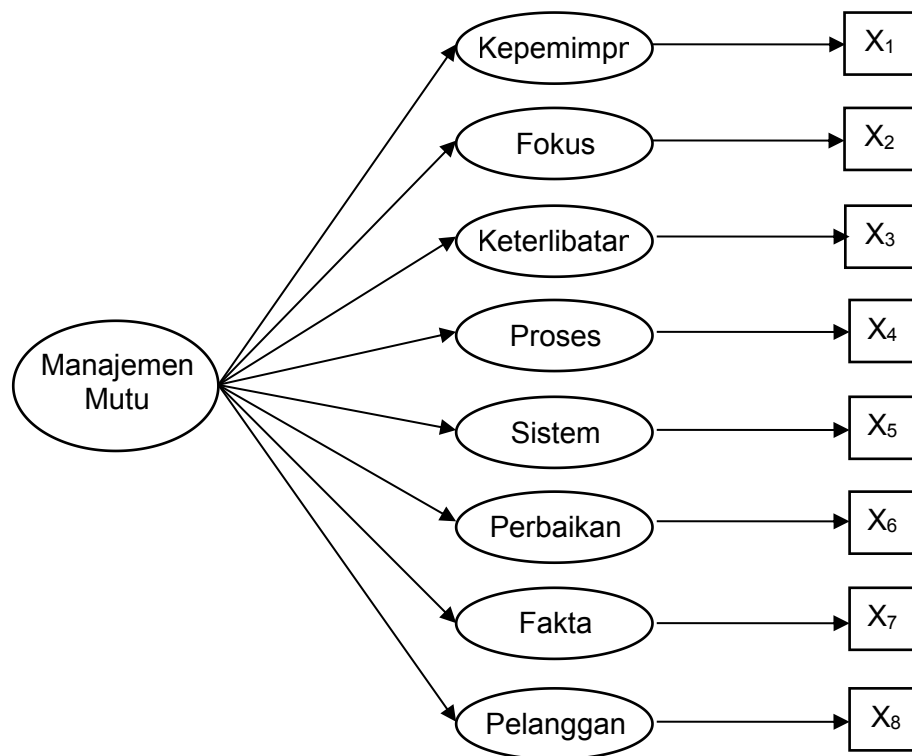 Kepemimpr
X₁
Fokus
X₂
Keterlibatar
X₃
Proses
X₄
Manajemen
Mutu
Sistem
X₅
Perbaikan
X₆
Fakta
X₇
Pelanggan
X₈